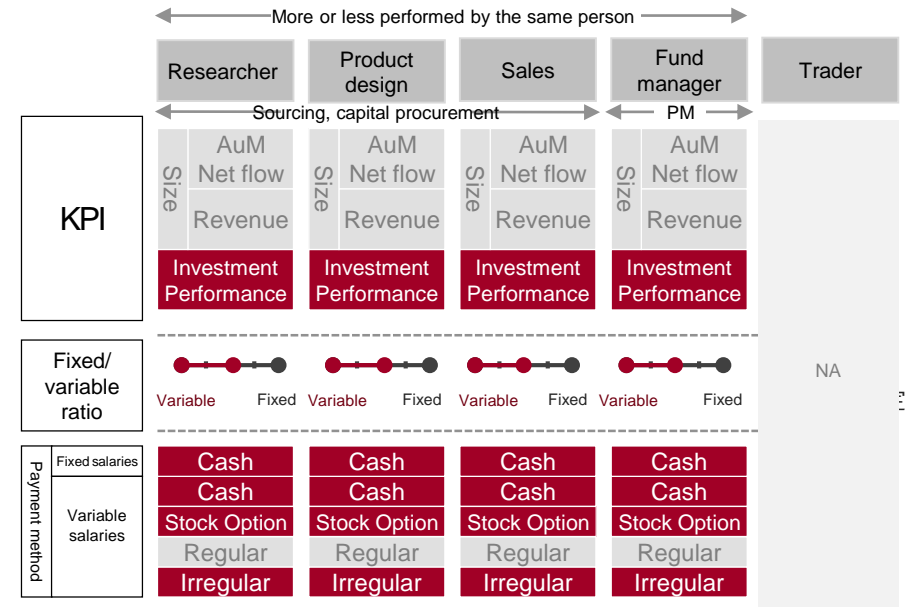 More or less performed by the same person
Researcher
Product
design
Sales
Fund
manager
Trader
Sourcing, capital procurement
PM
KPI
Size
AuM
Net flow
Revenue
Investment
Performance
Size
AuM
Net flow
Revenue
Investment
Performance
Size
AuM
Net flow
Revenue
Investment
Performance
Size
AuM
Net flow
Revenue
Investment
Performance
NA
Fixed/
variable
ratio
Variable Fixed
Variable Fixed
Variable Fixed
Variable Fixed
Payment method
Fixed salaries
Cash
Cash
Cash
Cash
Variable
salaries
Cash
Cash
Cash
Cash
Stock Option
Stock Option
Stock Option
Stock Option
Regular
Regular
Regular
Regular
Irregular
Irregular
Irregular
Irregular